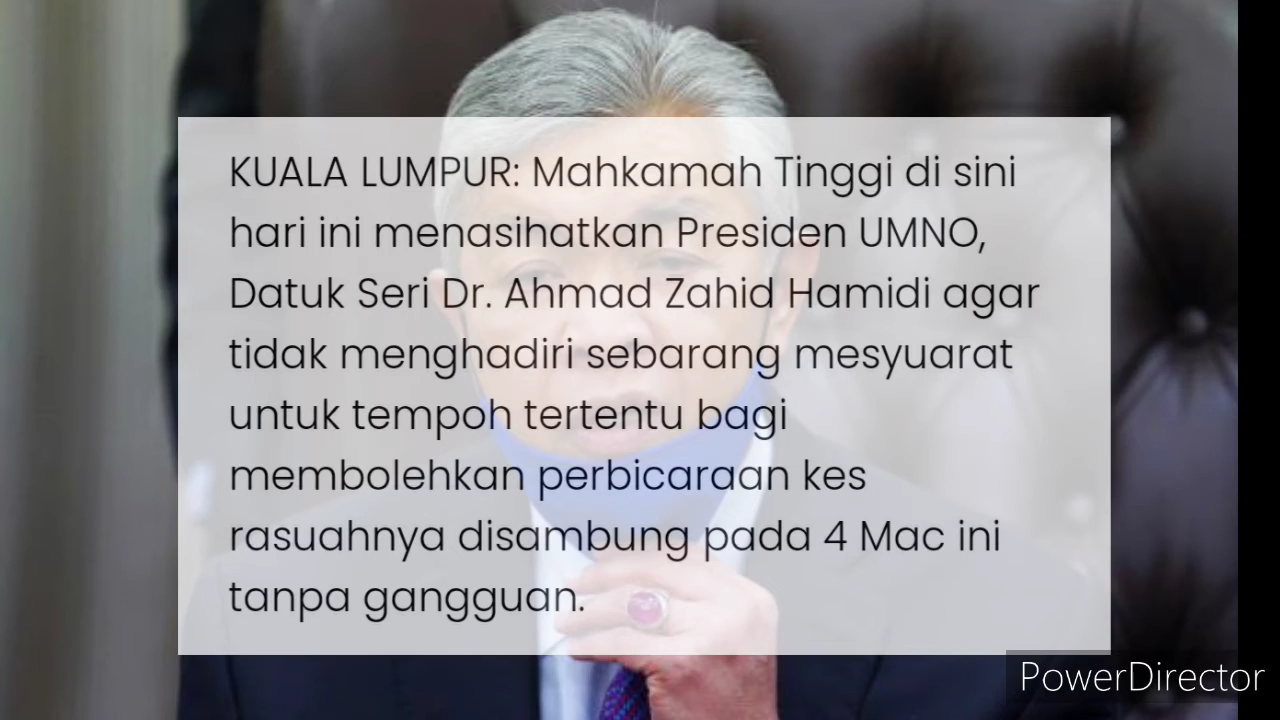 KUALA LUMPUR: Mahkamah Tinggi di sini
hari ini menasihatkan Presiden UMNO,
Datuk Seri Dr. Ahmad Zahid Hamidi agar
tidak menghadiri sebarang mesyuarat
untuk tempoh tertentu bagi
membolehkan perbicaraan kes
rasuahnya disambung pada 4 Mac ini
tanpa gangguan.
PowerDirector